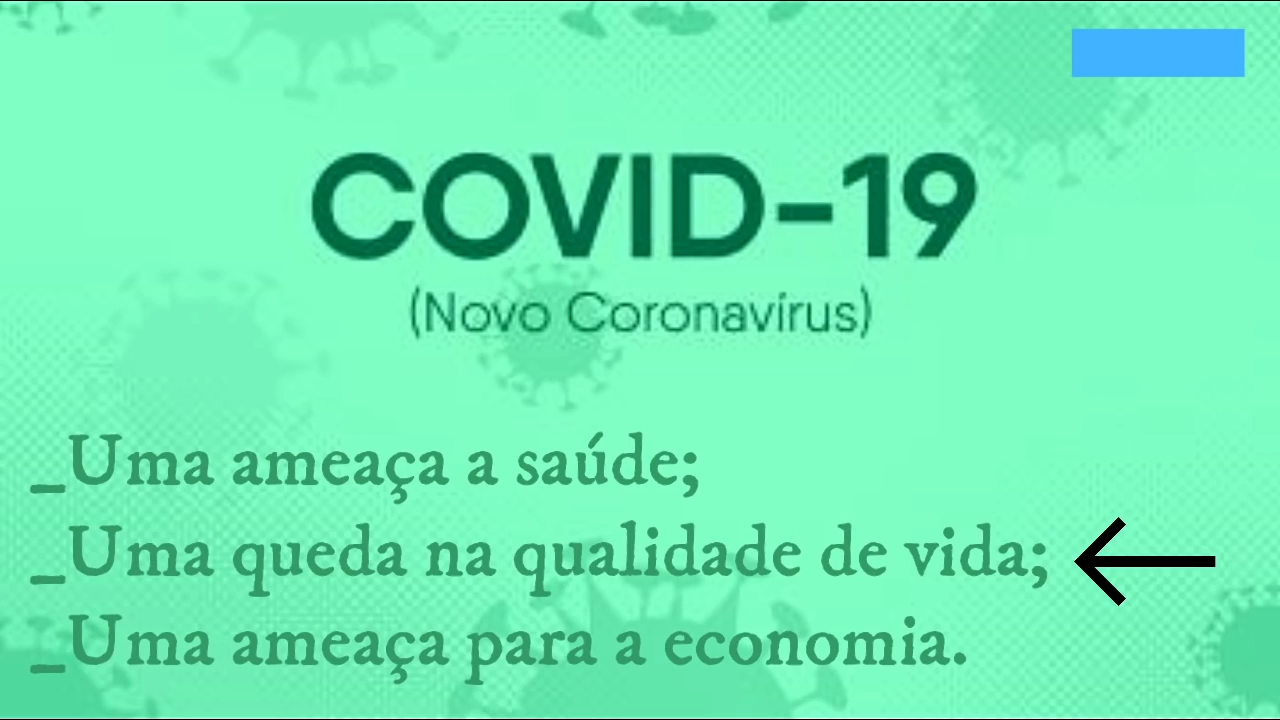 COVID-19
(Novo Coronavírus)
_Uma ameaça a saúde;
_Uma queda na qualidade de vida;
_Uma ameaça para a economia.